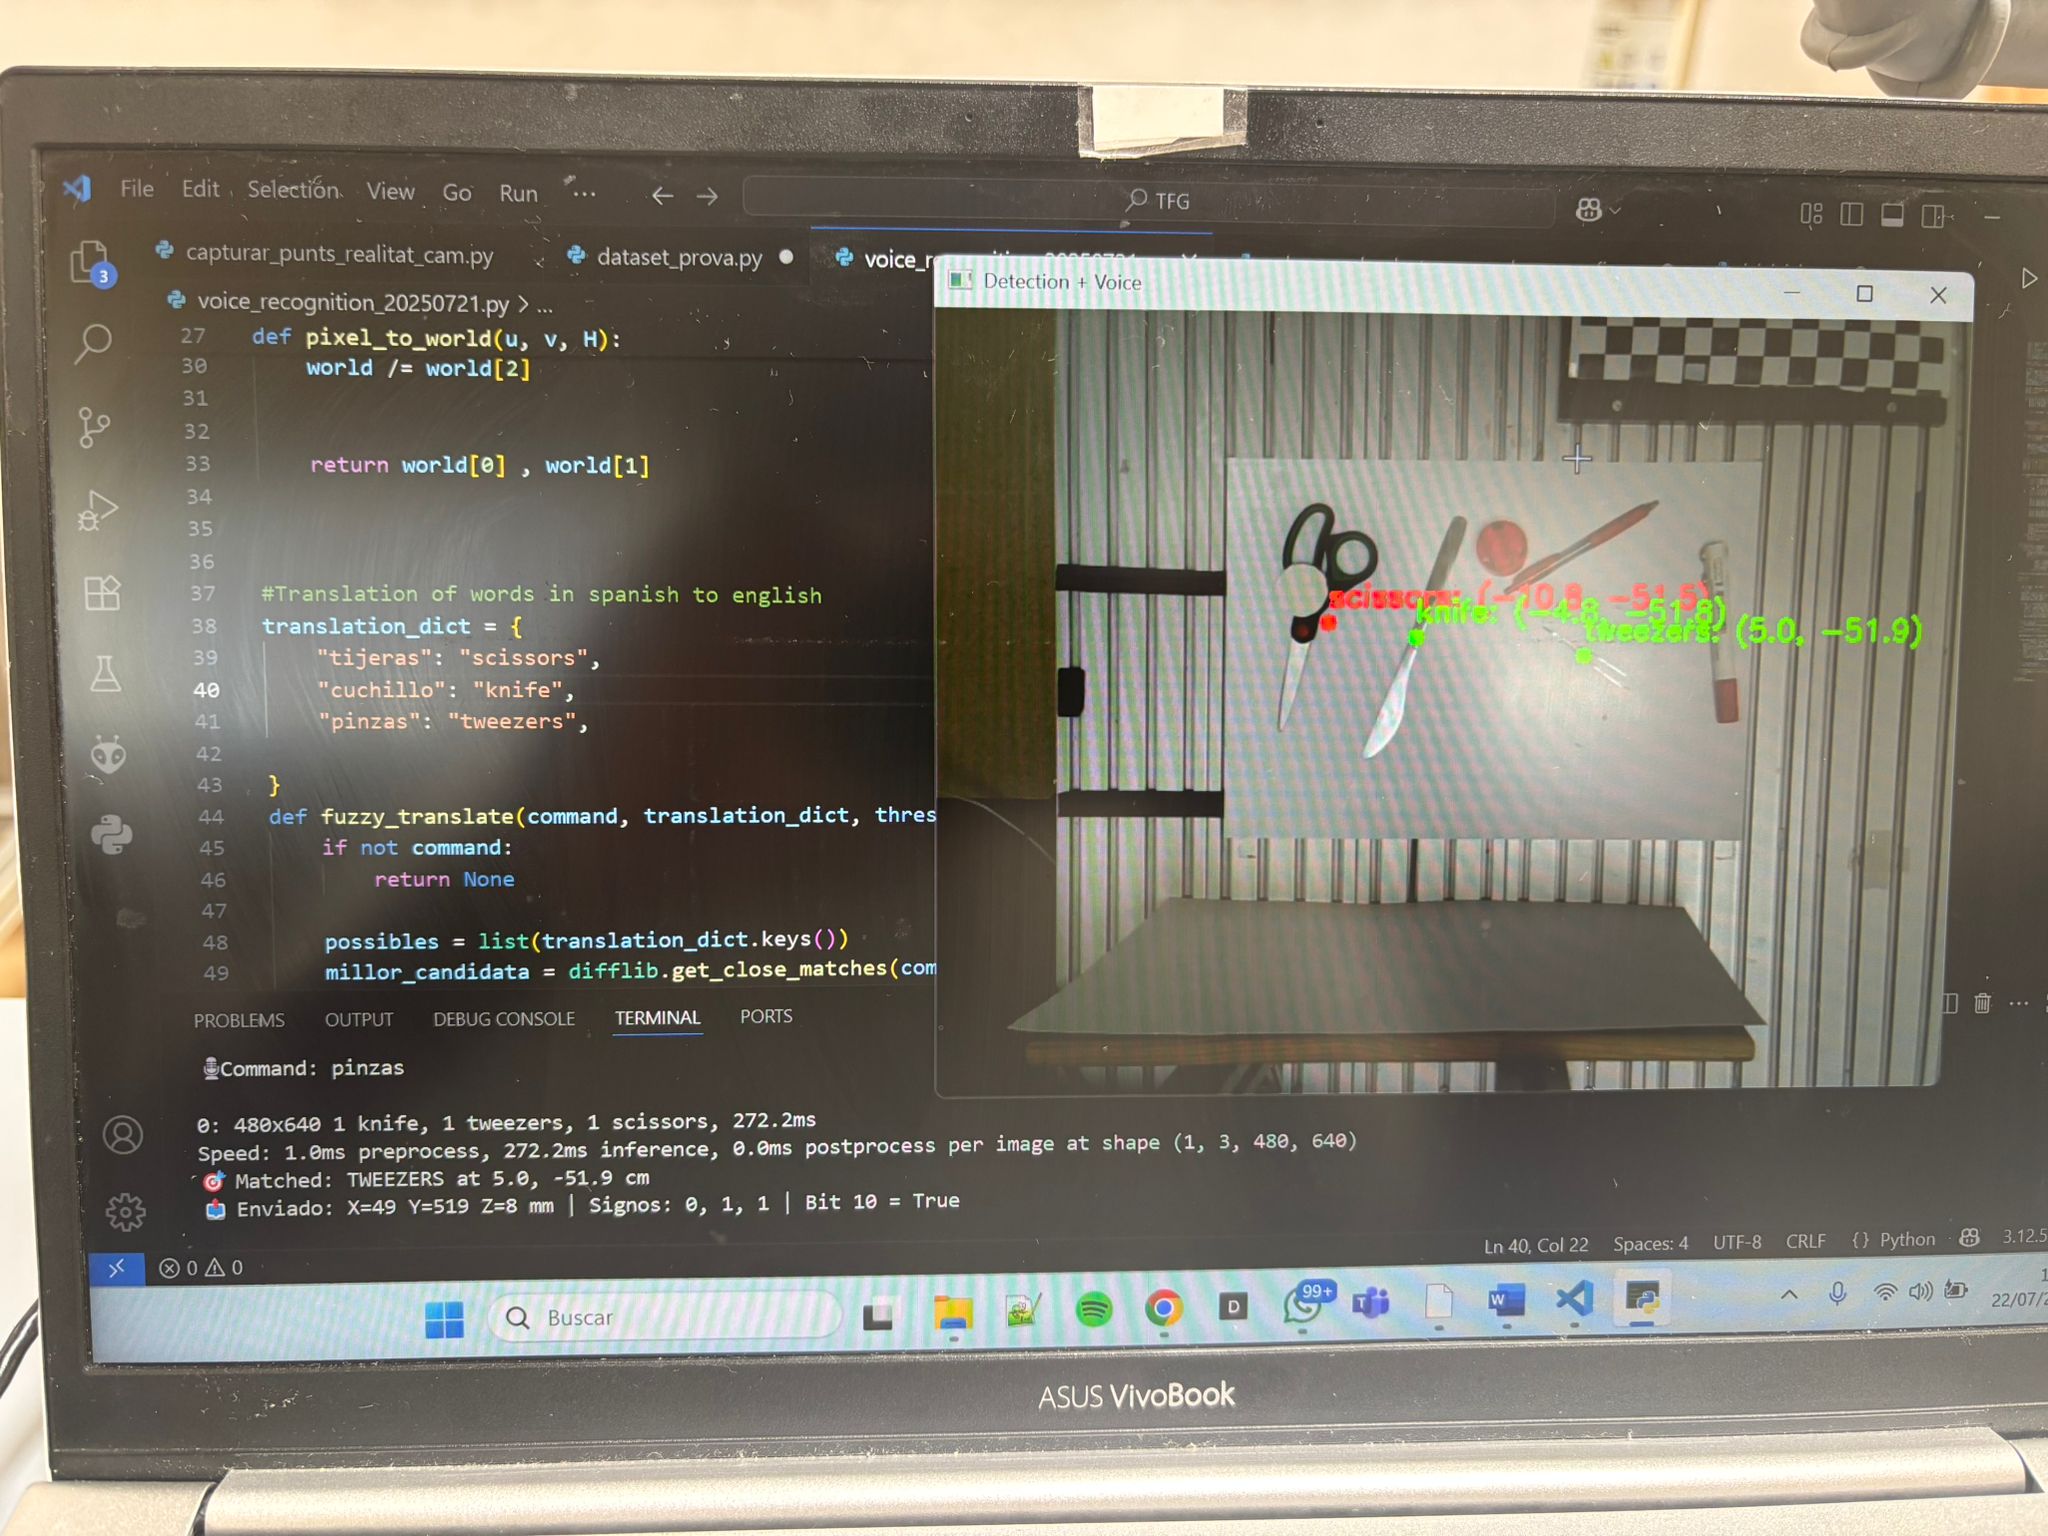 File Edit Selection View Go Run ... TFG
capturar_punts_realitat_cam.py dataset_prova.py
voice_recognition_20250721.py > ...
27 def pixel_to_world(u, v, H):
30 world /= world[2]
31
32
33 return world[0] , world[1]
34
35
36
37 #Translation of words in spanish to english
38 translation_dict = {
39 "tijeras": "scissors",
40 "cuchillo": "knife",
41 "pinzas": "tweezers",
42
43 }
44 def fuzzy_translate(command, translation_dict, thres
45 if not command:
46 return None
47
48 possibles = list(translation_dict.keys())
49 millor_candidata = difflib.get_close_matches(com
3
Detection + Voice
scissors: (-10.8, -51.5)
knife: (-4.8, -51.8)
tweezers: (5.0, -51.9)
PROBLEMS OUTPUT DEBUG CONSOLE TERMINAL PORTS
Command: pinzas
0: 480x640 1 knife, 1 tweezers, 1 scissors, 272.2ms
Speed: 1.0ms preprocess, 272.2ms inference, 0.0ms postprocess per image at shape (1, 3, 480, 640)
Matched: TWEEZERS at 5.0, -51.9 cm
Enviado: X=49 Y=519 Z=8 mm | Signos: 0, 1, 1 | Bit 10 = True
Ln 40, Col 22 Spaces: 4 UTF-8 CRLF {} Python 3.12.5
0 0
Buscar
99+
22/07/2
ASUS VivoBook